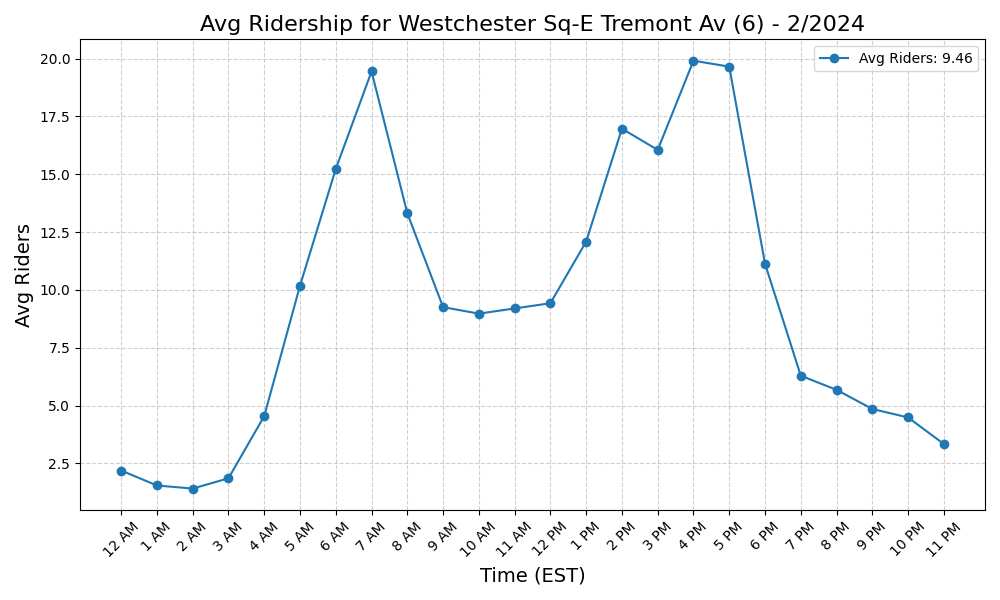 Avg Ridership for Westchester Sq-E Tremont Av (6) - 2/2024
Avg Riders: 9.46
Avg Riders
20.0
17.5
15.0
12.5
10.0
7.5
5.0
2.5
12 AM
1 AM
2 AM
3 AM
4 AM
5 AM
6 AM
7 AM
8 AM
9 AM
10 AM
11 AM
12 PM
1 PM
2 PM
3 PM
4 PM
5 PM
6 PM
7 PM
8 PM
9 PM
10 PM
11 PM
Time (EST)